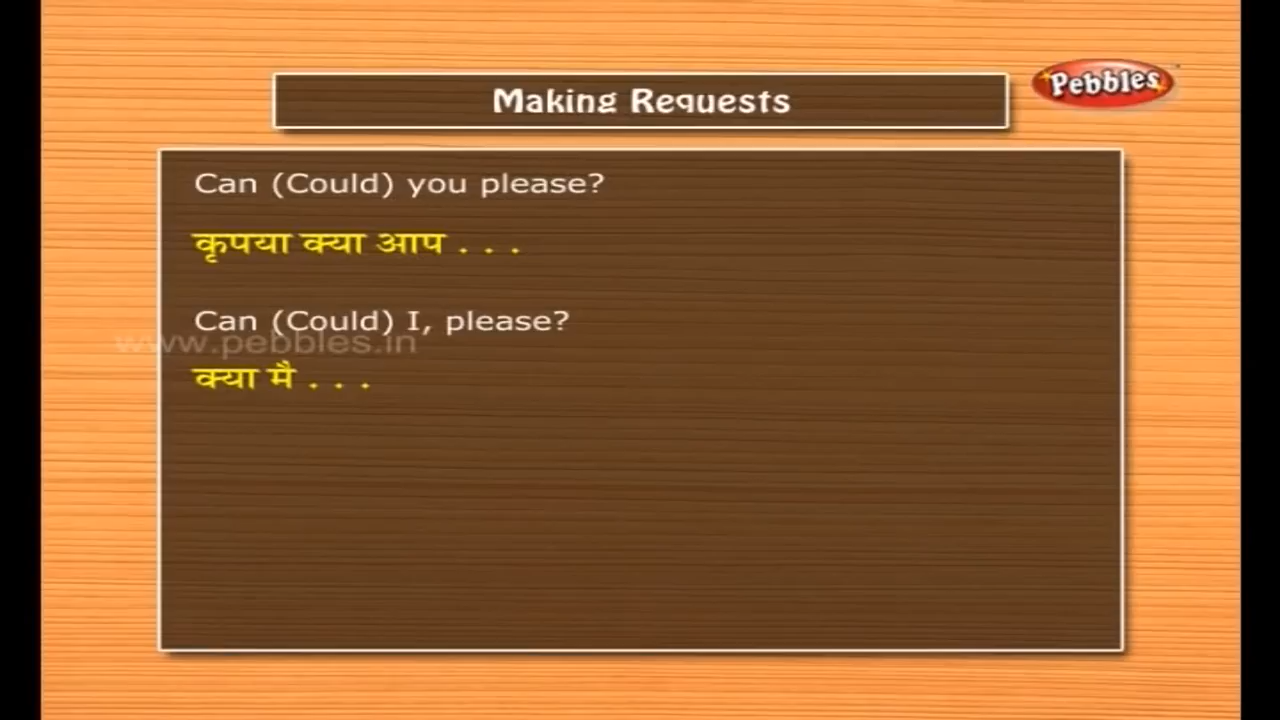 Making Requests
Pebbles
Can (Could) you please?
कृपया क्या आप . . .
Can (Could) I, please?
www.pebbles.in
क्या मै . . .